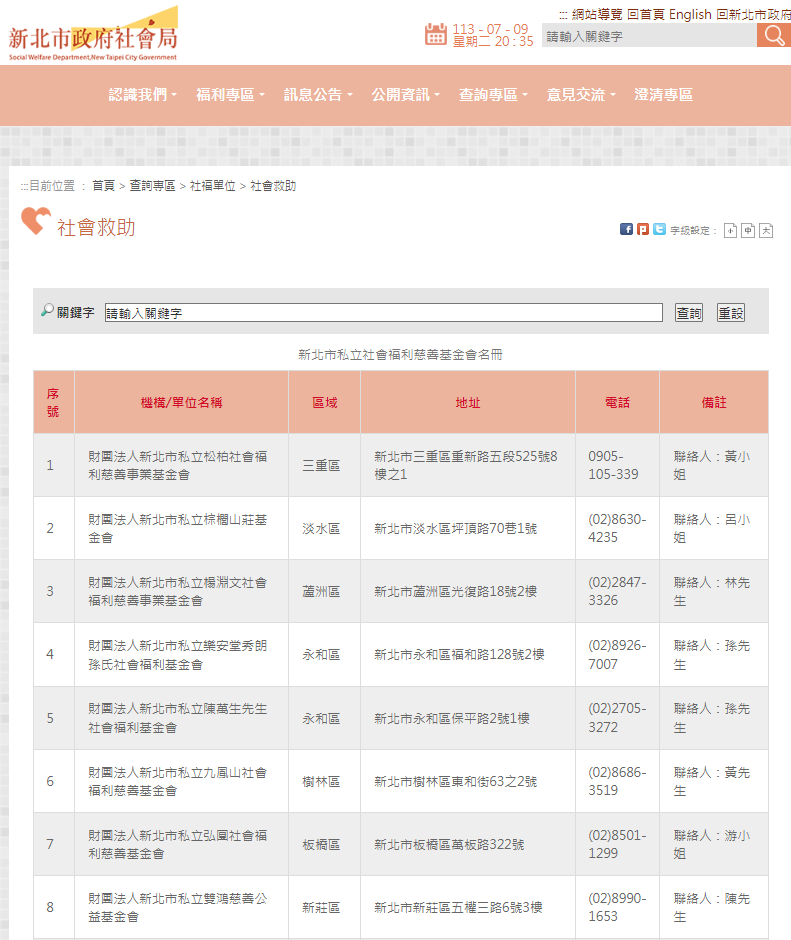 ::: 網站導覽 回首頁 English 回新北市政府
新北市政府社會局
Social Welfare Department,New Taipei City Government
113 - 07 - 09
星期二 20 : 35
請輸入關鍵字
認識我們 福利專區 訊息公告 公開資訊 查詢專區 意見交流 澄清專區
:::目前位置 : 首頁 > 查詢專區 > 社福單位 > 社會救助
社會救助
字級設定： 小 中 大
關鍵字 請輸入關鍵字 查詢 重設
新北市私立社會福利慈善基金會名冊
序
號
機構/單位名稱 區域 地址 電話 備註
1
財團法人新北市私立松柏社會福
利慈善事業基金會
三重區
新北市三重區重新路五段525號8
樓之1
0905-
105-339
聯絡人：黃小
姐
2
財團法人新北市私立棕櫚山莊基
金會
淡水區
新北市淡水區坪頂路70巷1號
(02)8630-
4235
聯絡人：呂小
姐
3
財團法人新北市私立楊淵文社會
福利慈善事業基金會
蘆洲區
新北市蘆洲區光復路18號2樓
(02)2847-
3326
聯絡人：林先
生
4
財團法人新北市私立樂安堂秀朗
孫氏社會福利基金會
永和區
新北市永和區福和路128號2樓
(02)8926-
7007
聯絡人：孫先
生
5
財團法人新北市私立陳萬生先生
社會福利基金會
永和區
新北市永和區保平路2號1樓
(02)2705-
3272
聯絡人：孫先
生
6
財團法人新北市私立九鳳山社會
福利慈善基金會
樹林區
新北市樹林區東和街63之2號
(02)8686-
3519
聯絡人：黃先
生
7
財團法人新北市私立弘圓社會福
利慈善基金會
板橋區
新北市板橋區萬板路322號
(02)8501-
1299
聯絡人：游小
姐
8
財團法人新北市私立雙鴻慈善公
益基金會
新莊區
新北市新莊區五權三路6號3樓
(02)8990-
1653
聯絡人：陳先
生